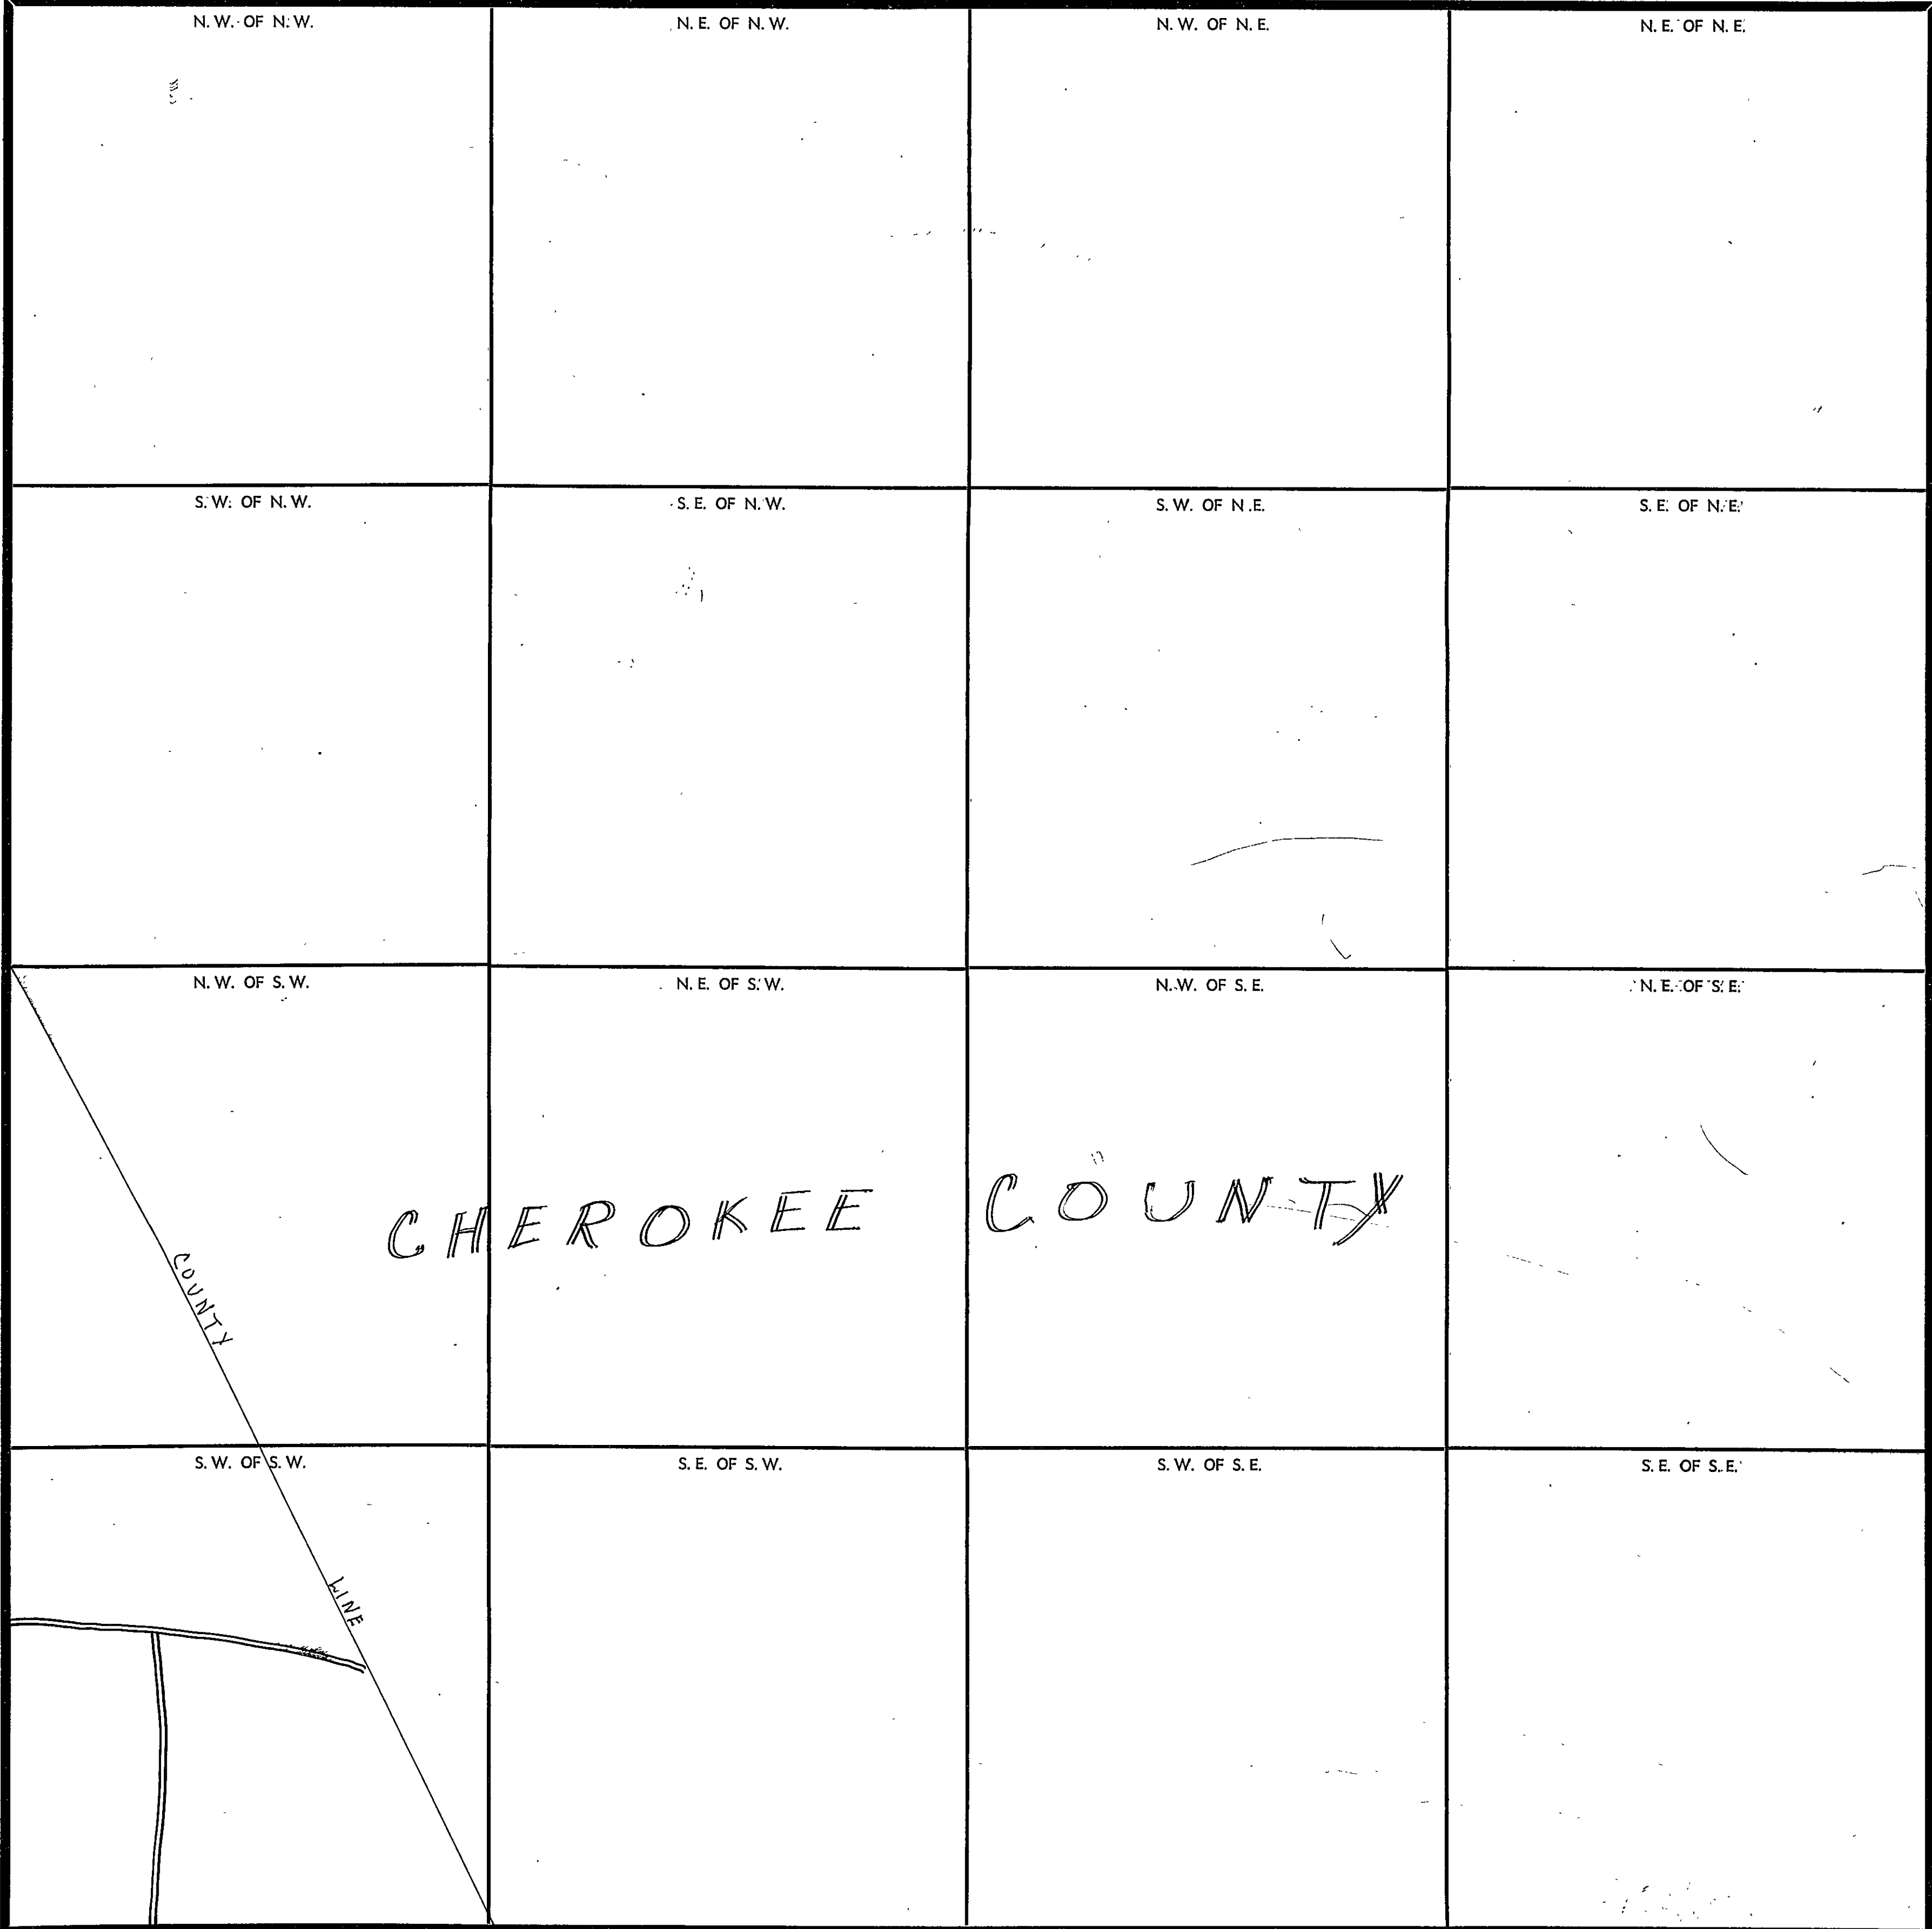 N. W. OF N. W.
N. E. OF N. W.
N. W. OF N. E.
N. E. OF N. E.
S. W. OF N. W.
S. E. OF N. W.
S. W. OF N. E.
S. E. OF N. E.
N. W. OF S. W.
N. E. OF S. W.
N. W. OF S. E.
N. E. OF S. E.
CHEROKEE COUNTY
COUNTY
S. W. OF S. W.
S. E. OF S. W.
S. W. OF S. E.
S. E. OF S. E.
LINE